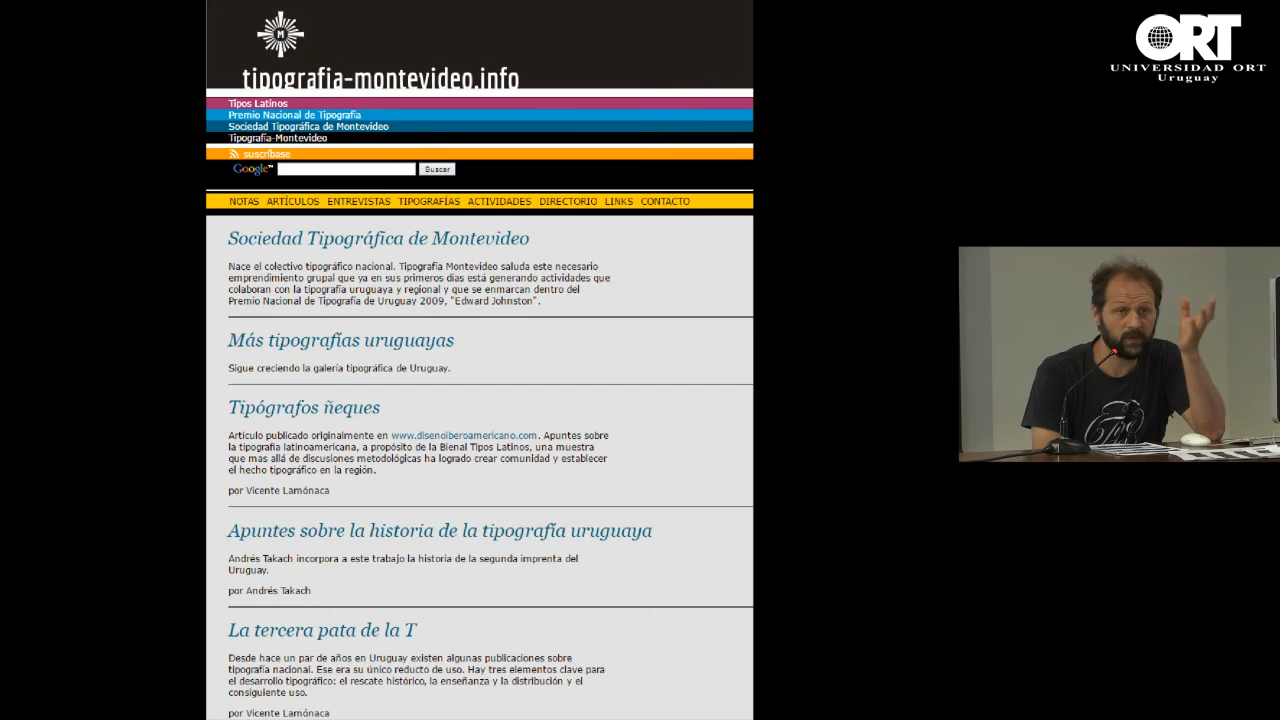 M
tipografia-montevideo.info
Tipos Latinos
Premio Nacional de Tipografía
Sociedad Tipográfica de Montevideo
Tipografía-Montevideo
suscríbase
Google™ Buscar
NOTAS ARTÍCULOS ENTREVISTAS TIPOGRAFÍAS ACTIVIDADES DIRECTORIO LINKS CONTACTO
Sociedad Tipográfica de Montevideo
Nace el colectivo tipográfico nacional. Tipografía Montevideo saluda este necesario
emprendimiento grupal que ya en sus primeros días está generando actividades que
colaboran con la tipografía uruguaya y regional y que se enmarcan dentro del
Premio Nacional de Tipografía de Uruguay 2009, "Edward Johnston".
Más tipografías uruguayas
Sigue creciendo la galería tipográfica de Uruguay.
Tipógrafos ñeques
Artículo publicado originalmente en www.disenoiberoamericano.com. Apuntes sobre
la tipografía latinoamericana, a propósito de la Bienal Tipos Latinos, una muestra
que mas allá de discusiones metodológicas ha logrado crear comunidad y establecer
el hecho tipográfico en la región.
por Vicente Lamónaca
Apuntes sobre la historia de la tipografía uruguaya
Andrés Takach incorpora a este trabajo la historia de la segunda imprenta del
Uruguay.
por Andrés Takach
La tercera pata de la T
Desde hace un par de años en Uruguay existen algunas publicaciones sobre
tipografía nacional. Ese era su único reducto de uso. Hay tres elementos clave para
el desarrollo tipográfico: el rescate histórico, la enseñanza y la distribución y el
consiguiente uso.
por Vicente Lamónaca
ORT
UNIVERSIDAD ORT
Uruguay